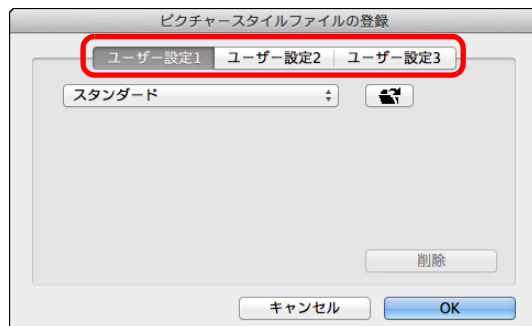 ピクチャースタイルファイルの登録
ユーザー設定1 ユーザー設定2 ユーザー設定3
スタンダード
削除
キャンセル OK